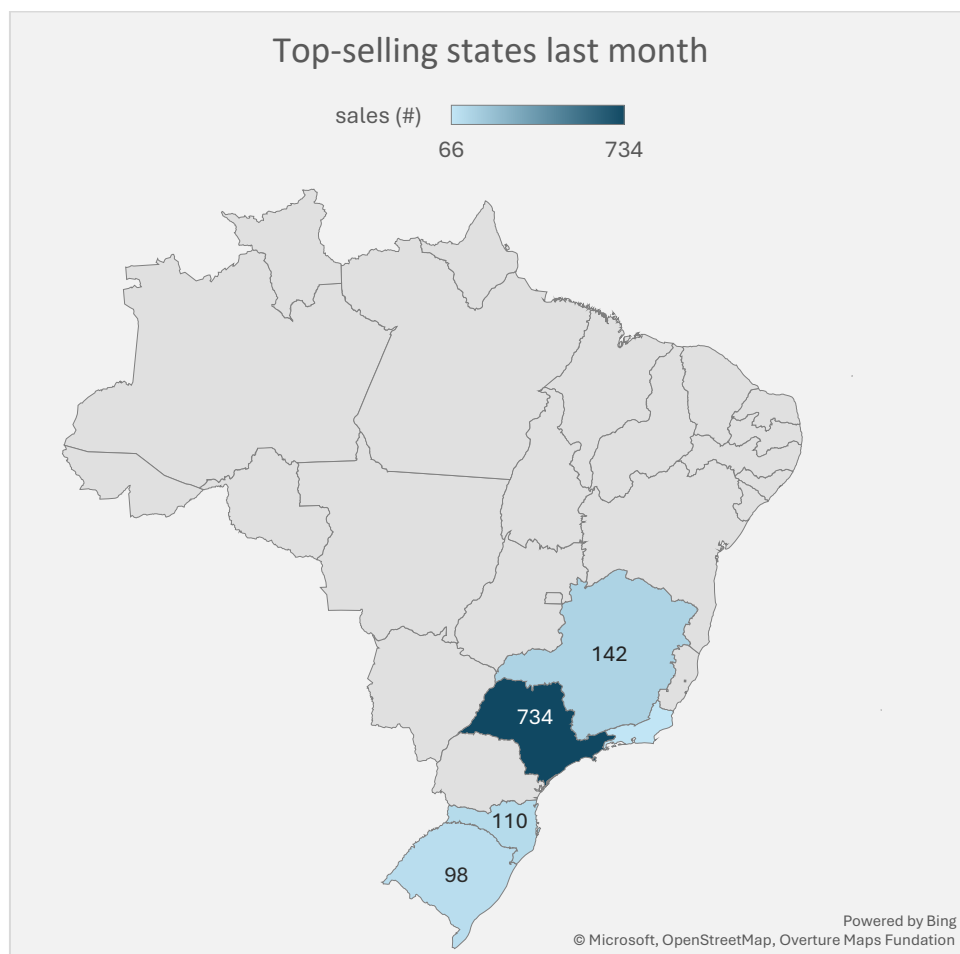 Top-selling states last month
sales (#)
66 734
142
734
110
98
Powered by Bing
© Microsoft, OpenStreetMap, Overture Maps Fundation